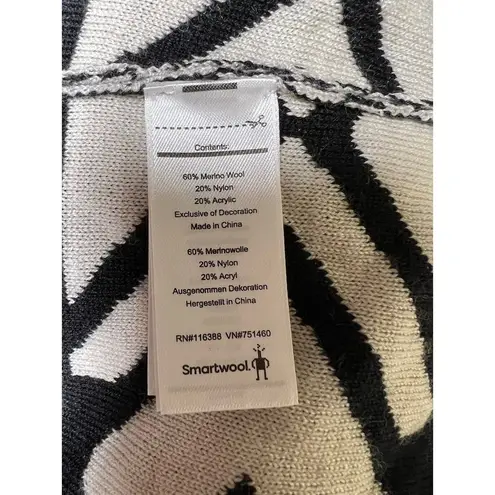 Contents:
60% Merino Wool
20% Nylon
20% Acrylic
Exclusive of Decoration
Made in China
60% Merinowolle
20% Nylon
20% Acryl
Ausgenommen Dekoration
Hergestellt in China
RN#116388 VN#751460
Smartwool.